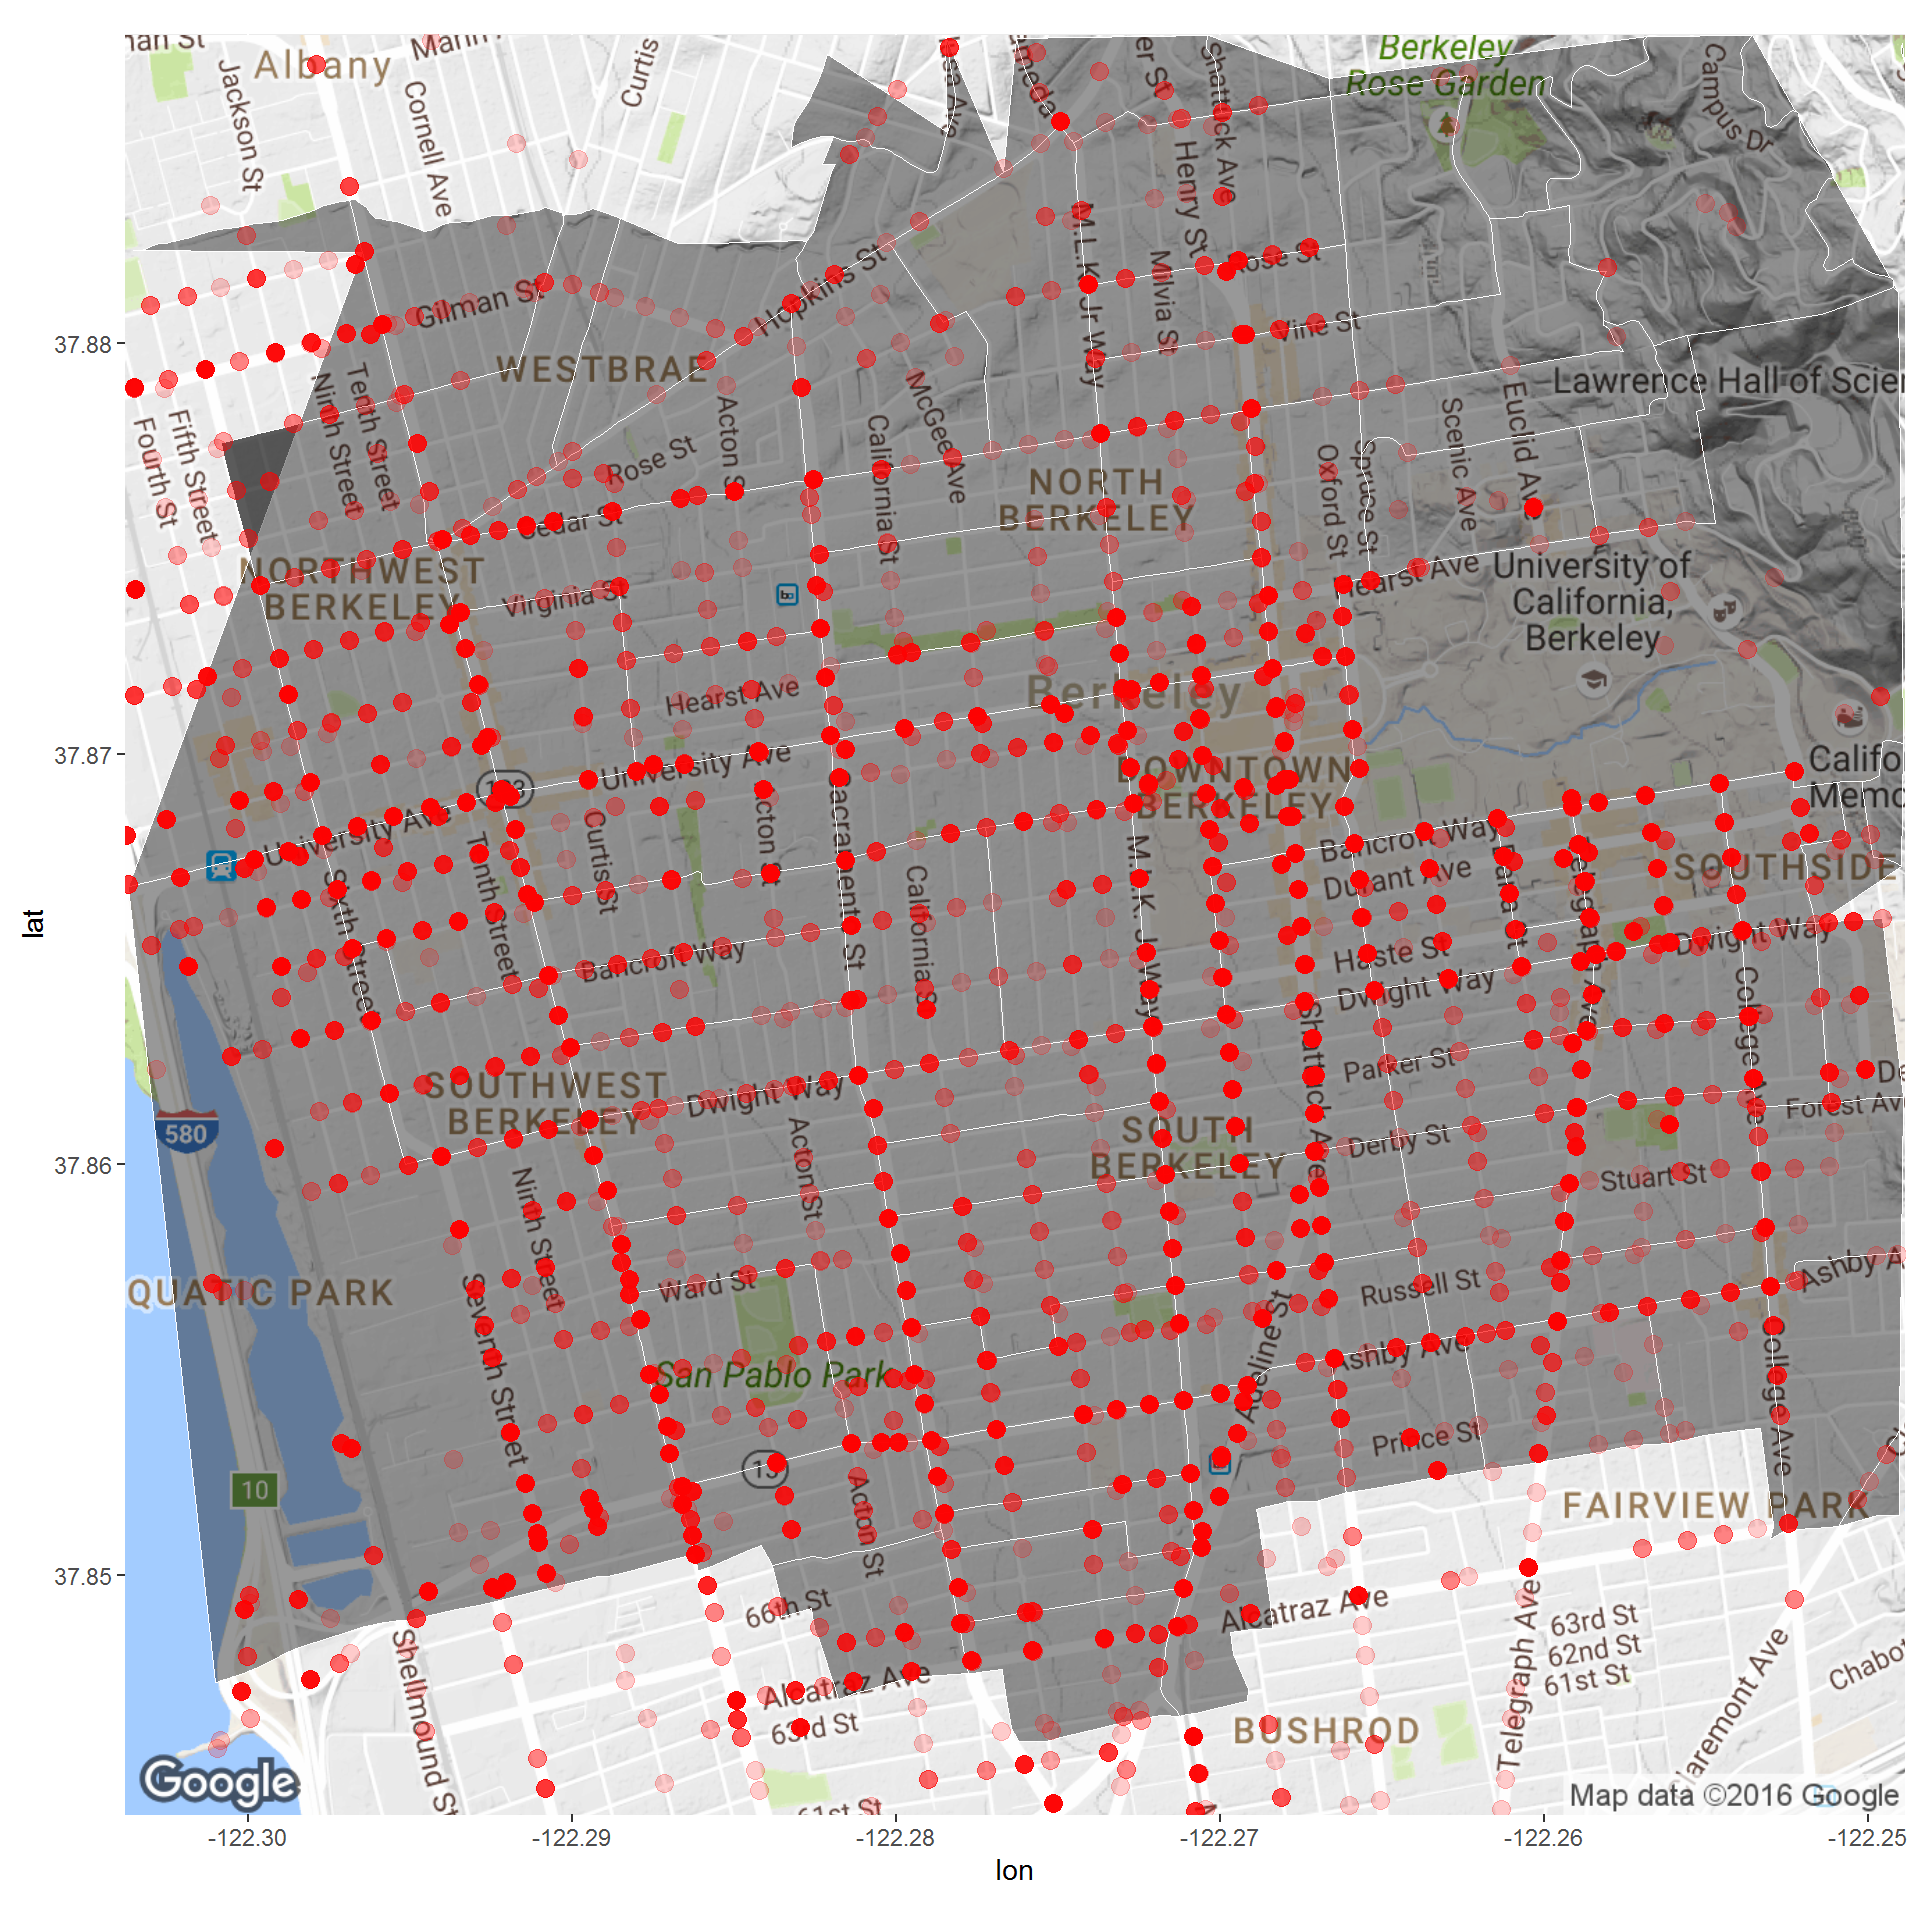 Albany
Jackson St
Cornell Ave
Curtis
Henry St
Shattuck Ave
Berkeley
Rose Garden
Campus Dr
Gilman St
Hopkins St
M.L.K. Jr Way
Milvia St
Rose St
Vine St
37.88
WESTBRAE
Lawrence Hall of Scien
Tenth Street
Ninth Street
Fifth Street
Fourth St
Acton S
California St
McGee Ave
Rose St
Cedar St
NORTH
BERKELEY
Oxford St
Spruce St
Scenic Ave
Euclid Ave
NORTHWEST
BERKELEY
Virginia St
Hearst Ave
University of
California,
Berkeley
Hearst Ave
Berkeley
37.87
University Ave
DOWNTOWN
BERKELEY
Califo
Memo
University Ave
Acton St
Sacrament St
Curtis St
Tenth Street
Sixth Street
California S
M.L.K. J Way
Bancroft Way
Durant Ave
Haste St
Dwight Way
SOUTHSIDE
Dwight Way
Bancroft Way
College Ave
Shattuck Ave
Parker St
SOUTHWEST
BERKELEY
Dwight Way
Forest Av
580
SOUTH
BERKELEY
Derby St
Stuart St
37.86
Acton St
Ninth Street
QUATIC PARK
Seventh Street
Ward St
Russell St
Ashby A
Adeline St
San Pablo Park
Ashby Ave
Prince St
College Ave
13
10
Acton St
FAIRVIEW PARK
37.85
66th St
Alcatraz Ave
Telegraph Ave
63rd St
62nd St
61st St
Shellmound St
Alcatraz Ave
63rd St
BUSHROD
Claremont Ave
Chabo
61st St
Google
Map data ©2016 Google
-122.30
-122.29
-122.28
-122.27
-122.26
-122.25
lon
lat